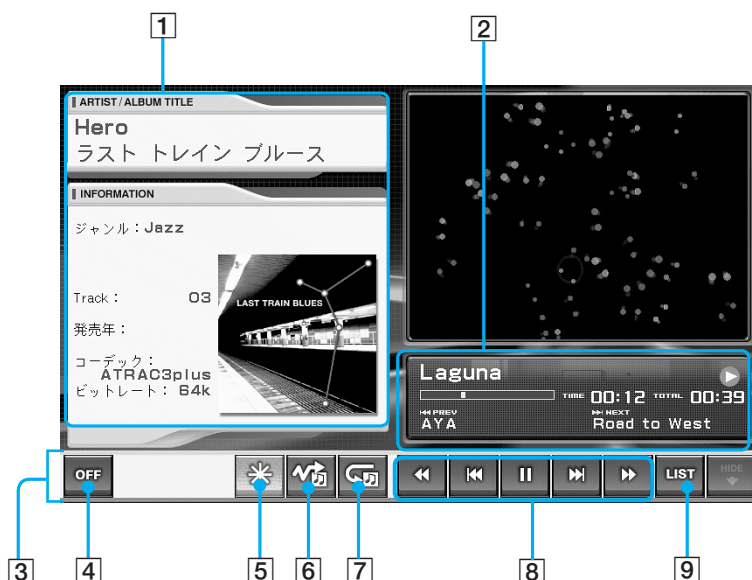 1
2
ARTIST/ALBUM TITLE
Hero
ラスト トレイン ブルース
INFORMATION
ジャンル：Jazz
Track： 03
発売年：
コーデック：
ATRAC3plus
ビットレート： 64k
LAST TRAIN BLUES
Laguna
TIME 00:12 TOTAL 00:39
PREV NEXT
AYA Road to West
OFF
LIST
HIDE
3 4 5 6 7 8 9